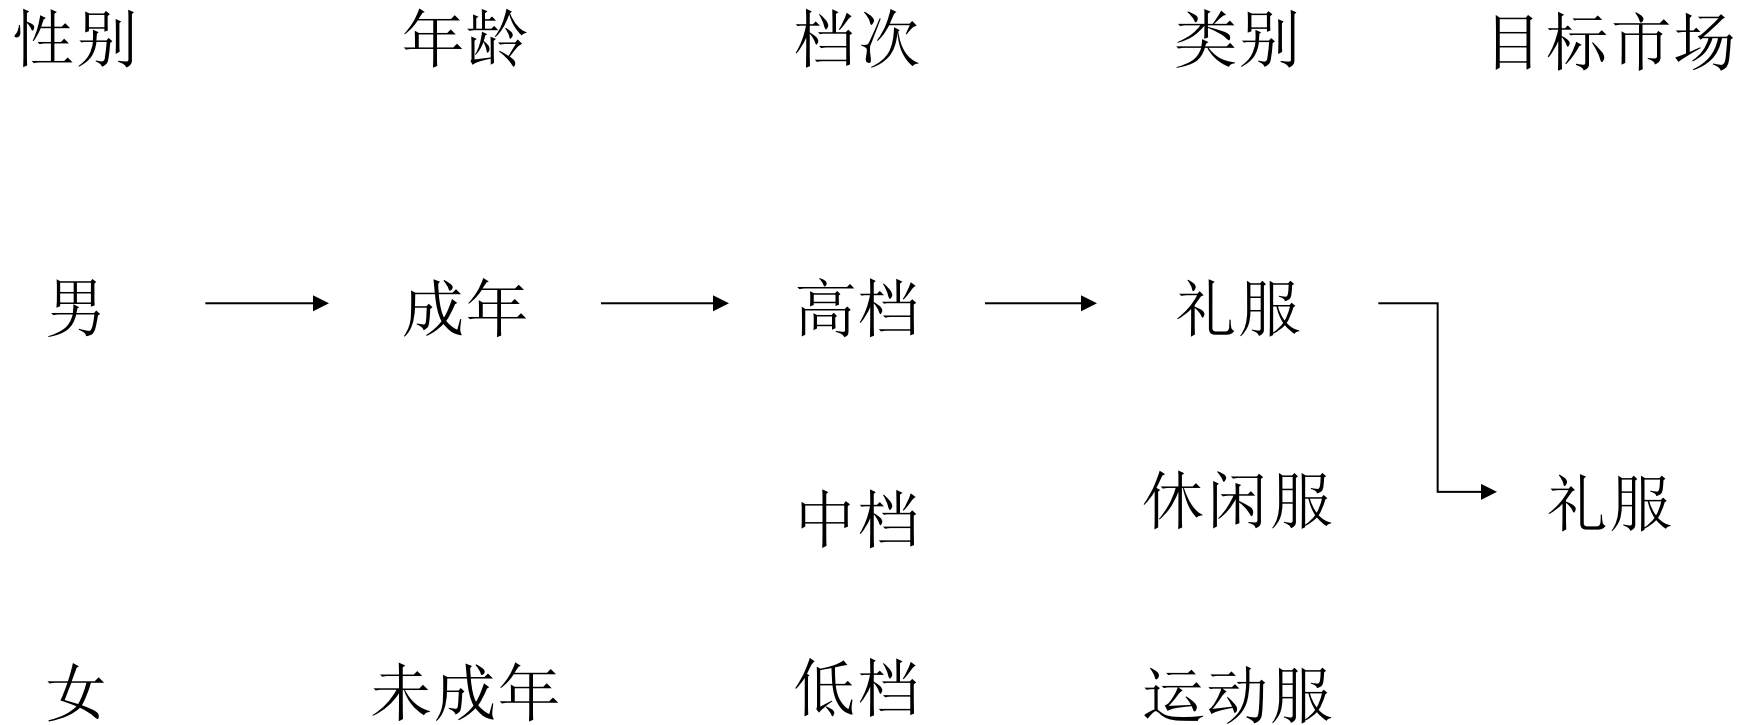 性别 年龄 档次 类别 目标市场
男 成年 高档 礼服
中档 休闲服 礼服
女 未成年 低档 运动服